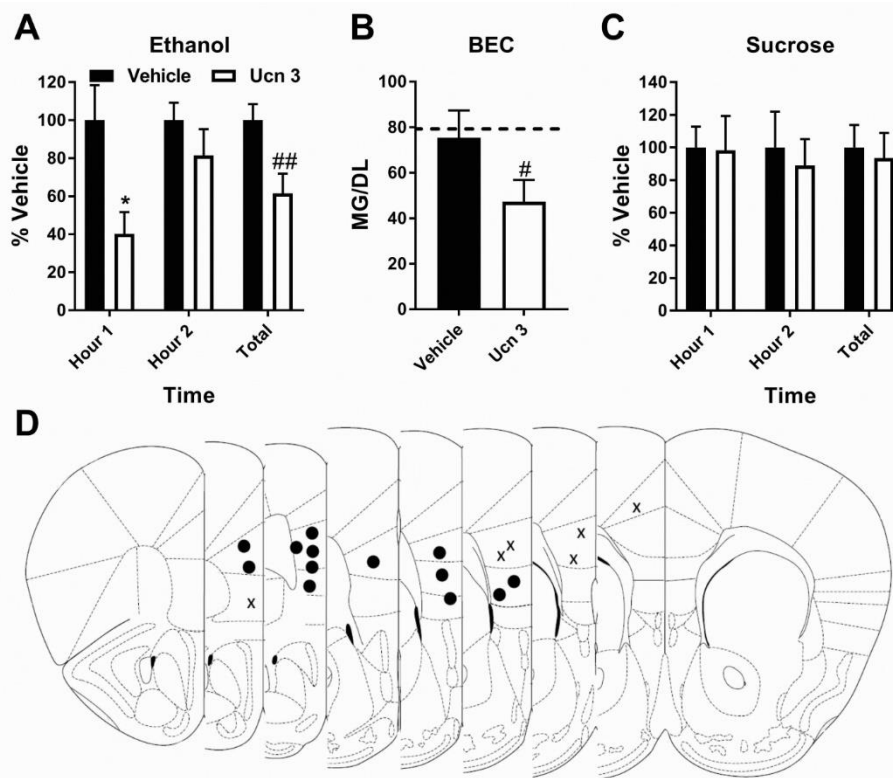 A
Ethanol
Vehicle Ucn 3
% Vehicle
120
100
80
60
40
20
0
*
##
Hour 1 Hour 2 Total
Time
B
BEC
MG/DL
100
80
60
40
20
0
#
Vehicle Ucn 3
C
Sucrose
% Vehicle
140
120
100
80
60
40
20
0
Hour 1 Hour 2 Total
Time
D
X
X X
X
X
X